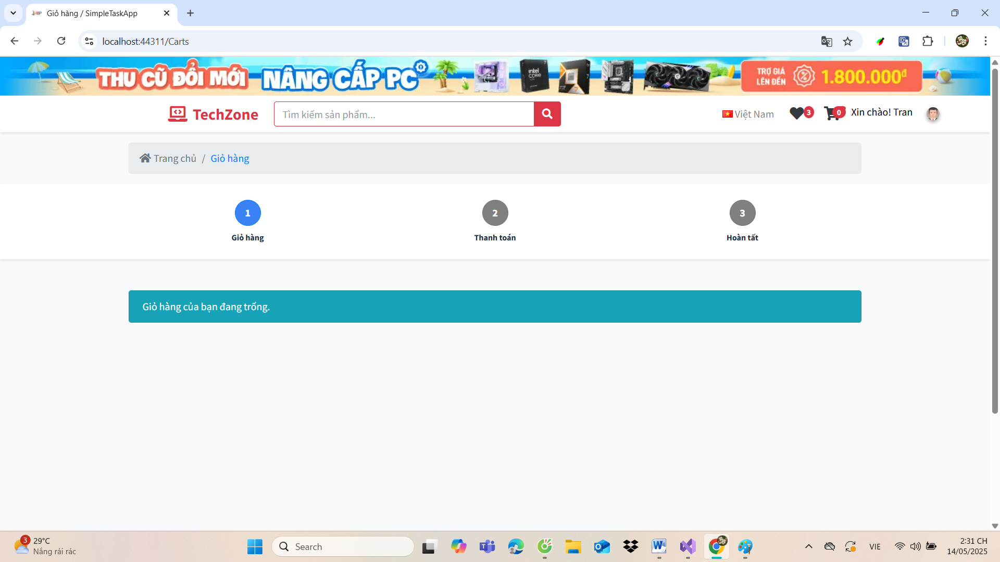 Giỏ hàng / SimpleTaskApp
localhost:44311/Carts
THU CŨ ĐỔI MỚI NÂNG CẤP PC
intel CORE 7
TRỢ GIÁ LÊN ĐẾN 1.800.000đ
TechZone
Tìm kiếm sản phẩm...
Việt Nam
3
0
Xin chào! Tran
Trang chủ / Giỏ hàng
1
2
3
Giỏ hàng
Thanh toán
Hoàn tất
Giỏ hàng của bạn đang trống.
3
29°C
Nắng rải rác
Search
VIE
2:31 CH
14/05/2025